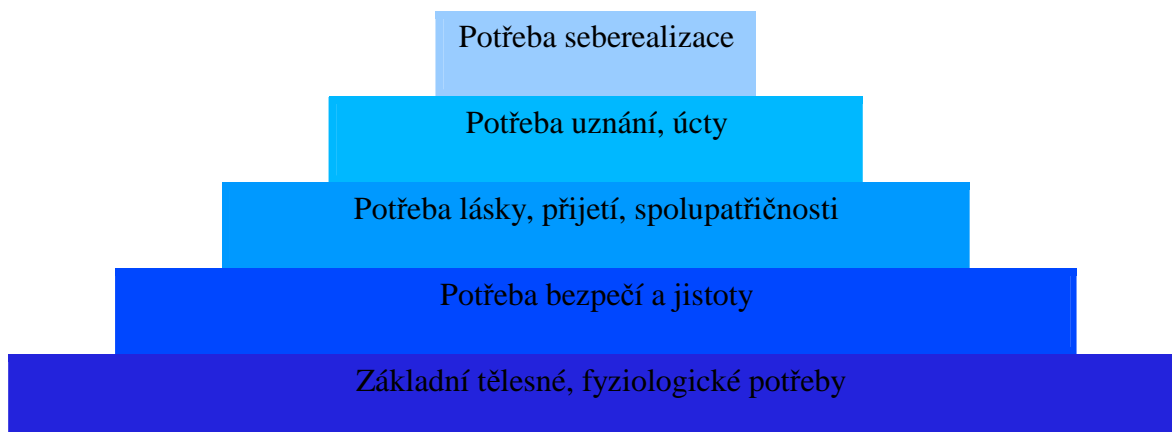 Potřeba seberealizace
Potřeba uznání, úcty
Potřeba lásky, přijetí, spolupatřičnosti
Potřeba bezpečí a jistoty
Základní tělesné, fyziologické potřeby